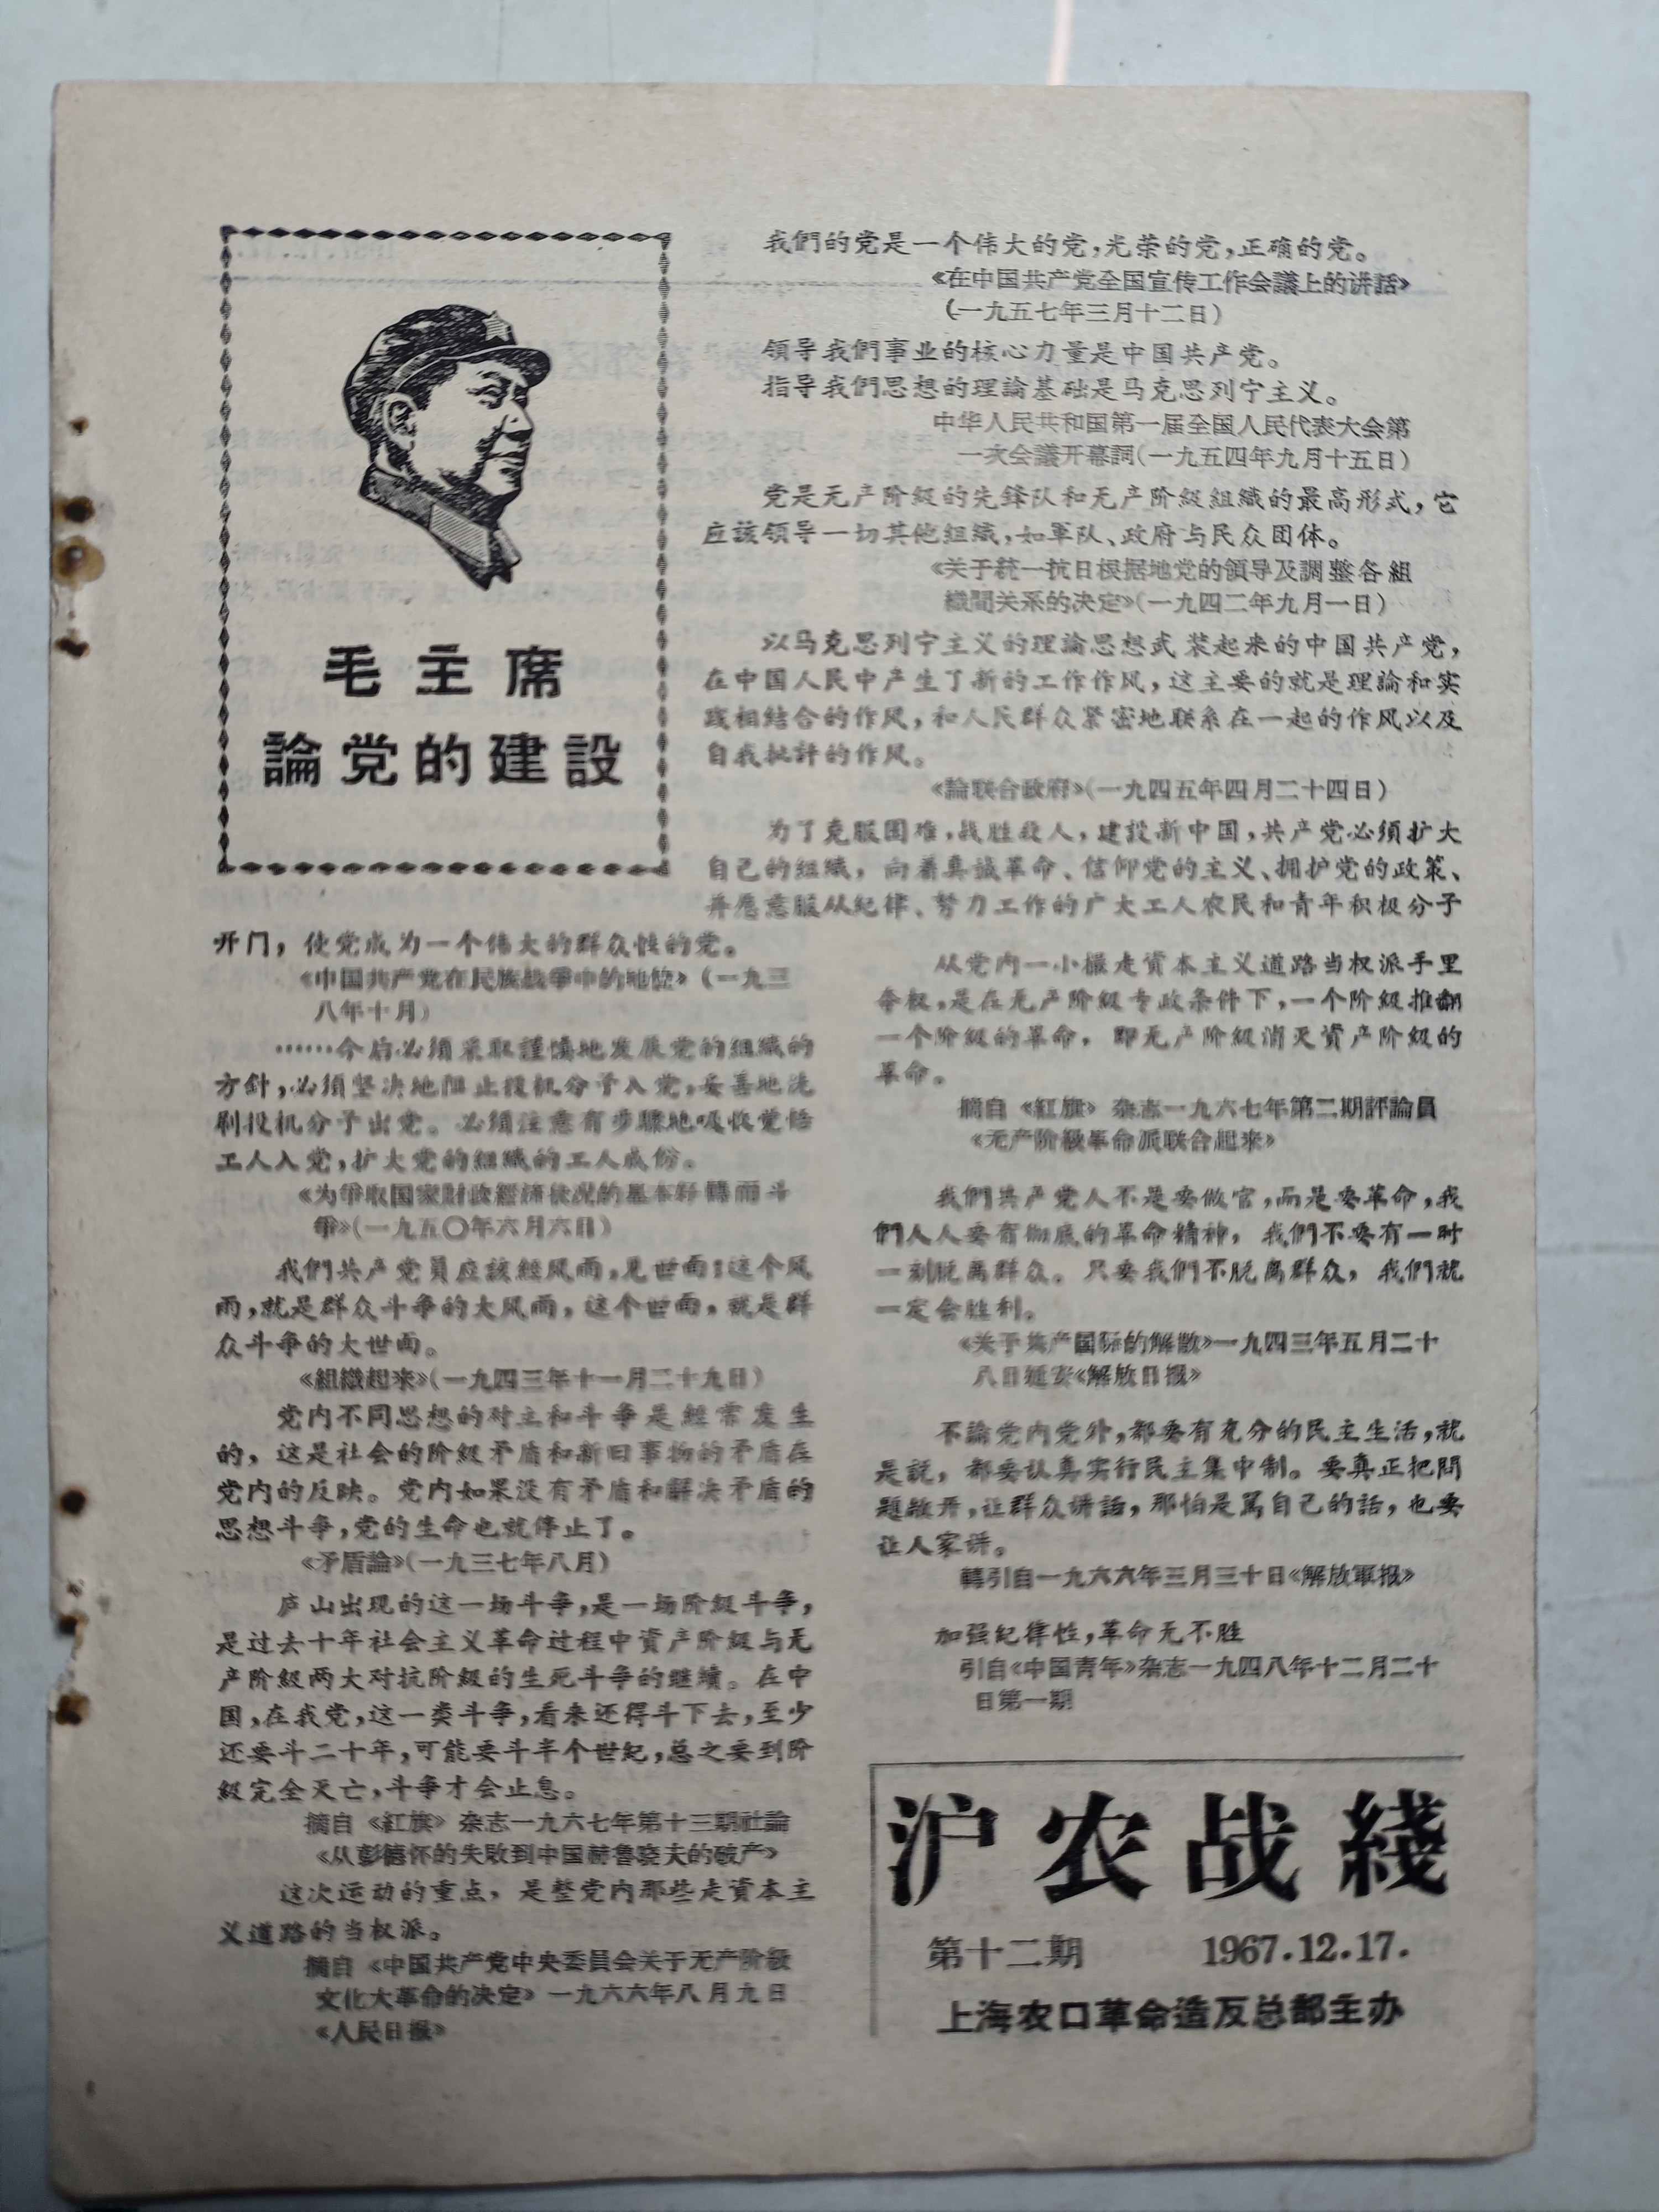 毛主席
論党的建設
我們的党是一个伟大的党,光荣的党,正确的党。
《在中国共产党全国宣传工作会議上的讲話》
(一九五七年三月十二日)
領导我們事业的核心力量是中国共产党。
指导我們思想的理論基础是马克思列宁主义。
中华人民共和国第一届全国人民代表大会第
一次会議开幕詞(一九五四年九月十五日)
党是无产阶級的先鋒队和无产阶級組織的最高形式,它
应該領导一切其他組織,如軍队、政府与民众团体。
《关于統一抗日根据地党的領导及調整各組
織間关系的决定》(一九四二年九月一日)
以马克思列宁主义的理論思想武装起来的中国共产党,
在中国人民中产生了新的工作作风,这主要的就是理論和实
践相結合的作风,和人民群众紧密地联系在一起的作风以及
自我批評的作风。
《論联合政府》(一九四五年四月二十四日)
为了克服困难,战胜敌人,建設新中国,共产党必須扩大
自己的組織,向着真誠革命、信仰党的主义、拥护党的政策、
并愿意服从紀律、努力工作的广大工人农民和青年积极分子
开门,使党成为一个伟大的群众性的党。
《中国共产党在民族战爭中的地位》(一九三
八年十月)
……今后必須采取謹慎地发展党的組織的
方針,必須坚决地阻止投机分子入党,妥善地洗
刷投机分子出党。必須注意有步驟地吸收觉悟
工人入党,扩大党的組織的工人成份。
《为爭取国家財政經济状况的基本好轉而斗
爭》(一九五〇年六月六日)
我們共产党員应該經风雨,见世面;这个风
雨,就是群众斗争的大风雨,这个世面,就是群
众斗争的大世面。
《組織起来》(一九四三年十一月二十九日)
党内不同思想的对立和斗争是經常发生
的,这是社会的阶級矛盾和新旧事物的矛盾在
党内的反映。党内如果没有矛盾和解决矛盾的
思想斗争,党的生命也就停止了。
《矛盾論》(一九三七年八月)
庐山出现的这一场斗争,是一场阶級斗争,
是过去十年社会主义革命过程中資产阶級与无
产阶級两大对抗阶級的生死斗争的继續。在中
国,在我党,这一类斗争,看来还得斗下去,至少
还要斗二十年,可能要斗半个世紀,总之要到阶
級完全灭亡,斗争才会止息。
摘自《紅旗》杂志一九六七年第十三期社論
《从彭德怀的失敗到中国赫鲁晓夫的破产》
这次运动的重点,是整党内那些走資本主
义道路的当权派。
摘自《中国共产党中央委員会关于无产阶級
文化大革命的决定》一九六六年八月九日
《人民日报》
从党内一小撮走資本主义道路当权派手里
夺权,是在无产阶級专政条件下,一个阶級推翻
一个阶級的革命,即无产阶級消灭資产阶級的
革命。
摘自《紅旗》杂志一九六七年第二期評論員
《无产阶級革命派联合起来》
我們共产党人不是要做官,而是要革命,我
們人人要有彻底的革命精神,我們不要有一时
一刻脱离群众。只要我們不脱离群众,我們就
一定会胜利。
《关于共产国际的解散》一九四三年五月二十
八日延安《解放日报》
不論党内党外,都要有充分的民主生活,就
是說,都要认真实行民主集中制。要真正把問
題敞开,让群众讲話,那怕是罵自己的話,也要
让人家讲。
轉引自一九六六年三月三十日《解放軍报》
加强紀律性,革命无不胜
引自《中国青年》杂志一九四八年十二月二十
日第一期
沪农战綫
第十二期 1967.12.17.
上海农口革命造反总部主办